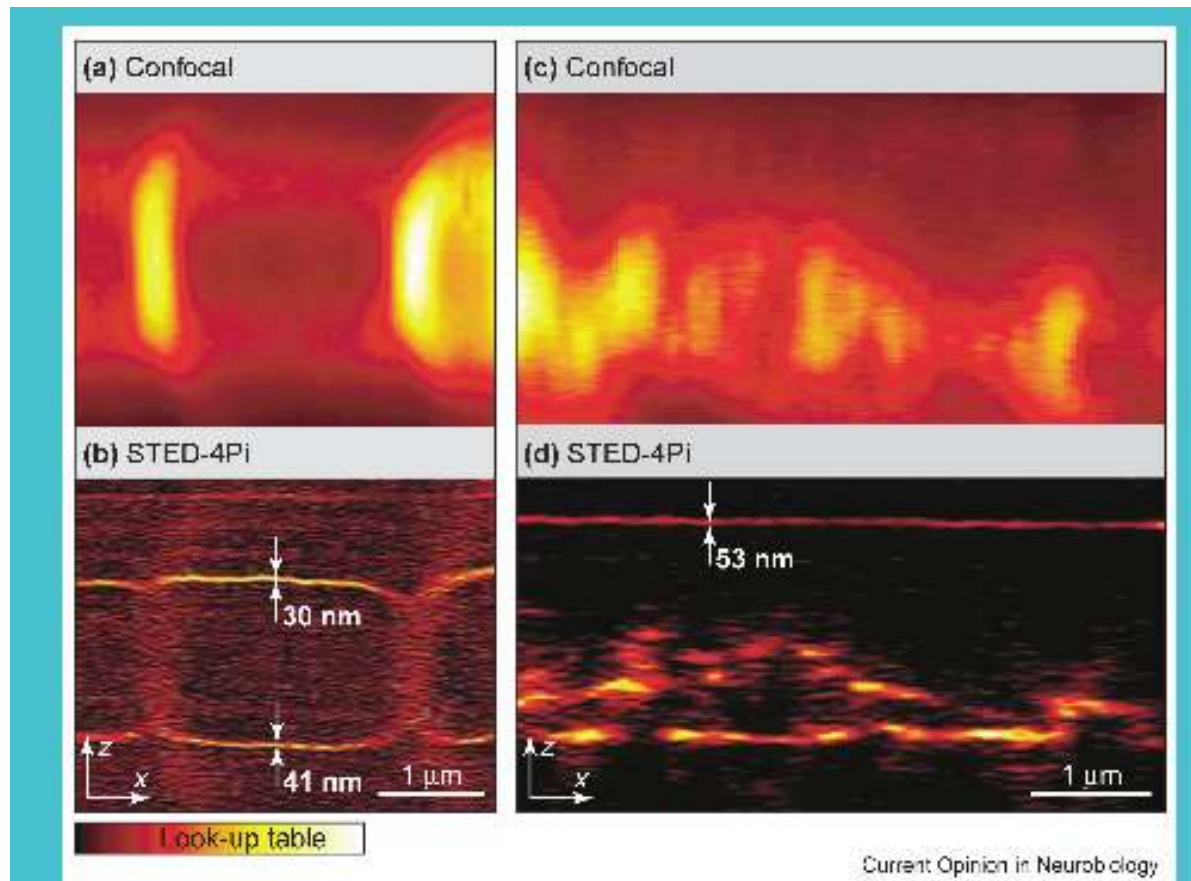 (a) Confocal
(c) Confocal
(b) STED-4Pi
(d) STED-4Pi
53 nm
30 nm
z
x
41 nm
1 μm
z
x
1 μm
Look-up table
Current Opinion in Neurobiology